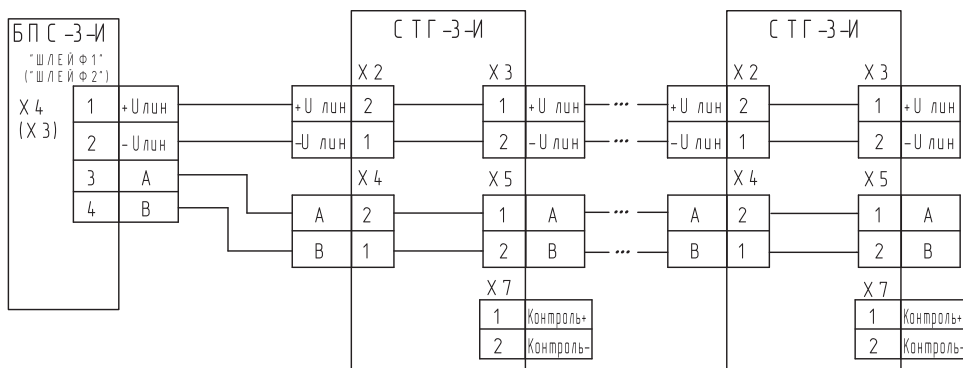 БПС-3-И
"ШЛЕЙФ1"
("ШЛЕЙФ2")
X4
(X3)
1 +U лин
2 -U лин
3 A
4 B
СТГ-3-И
X2
+U лин 2
-U лин 1
X3
1 +U лин
2 -U лин
X4
A 2
B 1
X5
1 A
2 B
X7
1 Контроль+
2 Контроль-
...
...
...
...
СТГ-3-И
X2
+U лин 2
-U лин 1
X3
1 +U лин
2 -U лин
X4
A 2
B 1
X5
1 A
2 B
X7
1 Контроль+
2 Контроль-